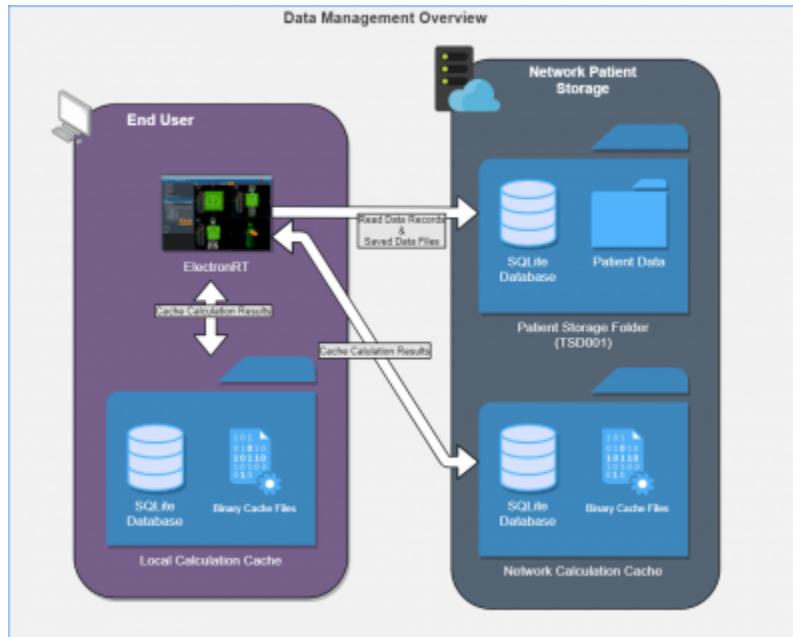 Data Management Overview
End User
ElectronRT
Cache Calculation Results
SQLite
Database
Binary Cache Files
Local Calculation Cache
Read Data Records
&
Saved Data Files
Cache Calulation Results
Network Patient
Storage
SQLite
Database
Patient Data
Patient Storage Folder
(TSD001)
SQLite
Database
Binary Cache Files
Network Calculation Cache